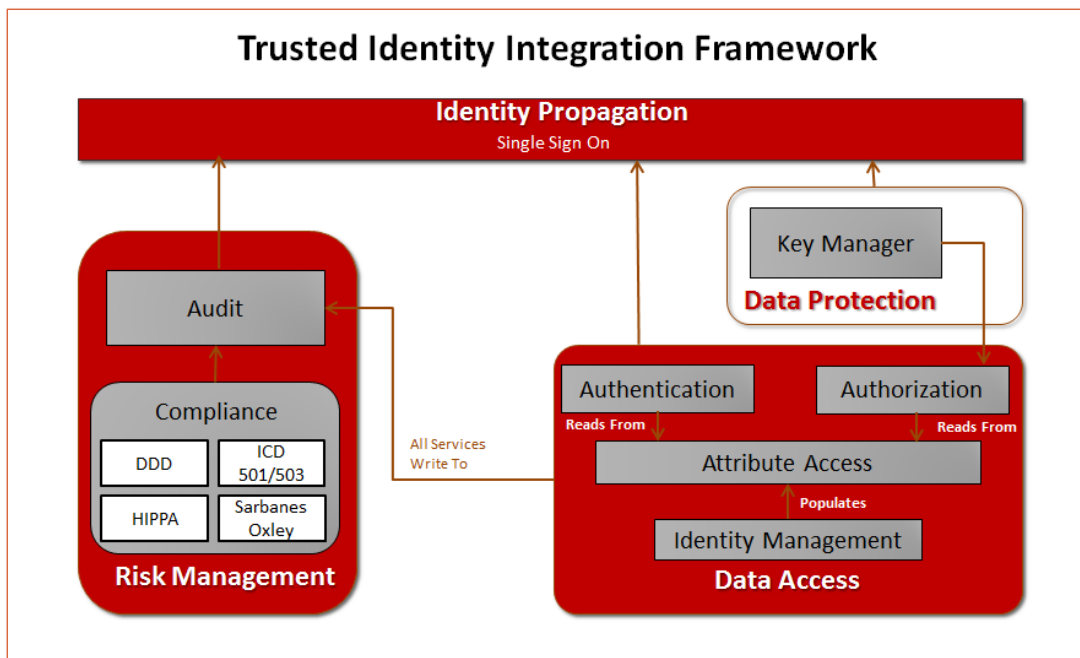 Trusted Identity Integration Framework
Identity Propagation
Single Sign On
Key Manager
Data Protection
Audit
Compliance
DDD
ICD
501/503
HIPPA
Sarbanes
Oxley
Risk Management
All Services
Write To
Authentication
Authorization
Reads From
Reads From
Attribute Access
Populates
Identity Management
Data Access